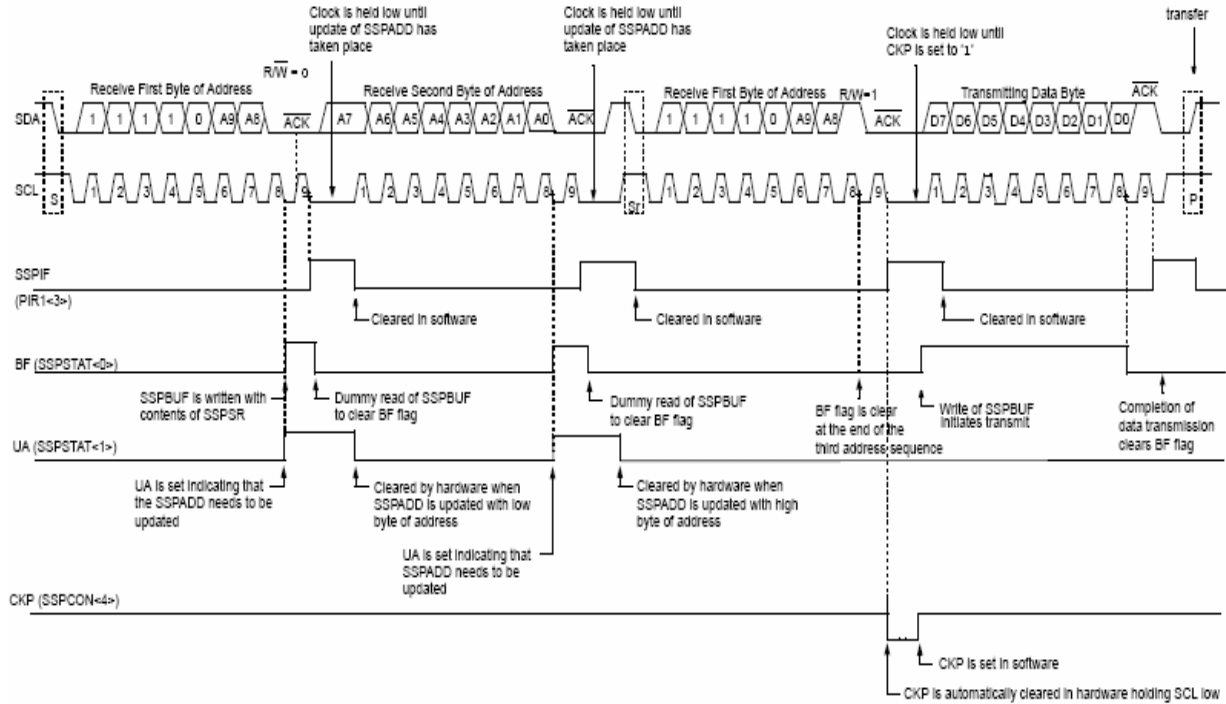 Clock is held low until
update of SSPADD has
taken place
Clock is held low until
update of SSPADD has
taken place
Clock is held low until
CKP is set to '1'
transfer
R/W = 0
Receive First Byte of Address
Receive Second Byte of Address
Receive First Byte of Address
R/W=1
Transmitting Data Byte
ACK
SDA
1 1 1 1 0 A9 A8 ACK A7 A6 A5 A4 A3 A2 A1 A0 ACK 1 1 1 1 0 A9 A8 ACK D7 D6 D5 D4 D3 D2 D1 D0
SCL
S 1 2 3 4 5 6 7 8 9 1 2 3 4 5 6 7 8 9 Sr 1 2 3 4 5 6 7 8 9 1 2 3 4 5 6 7 8 9 P
SSPIF
(PIR1<3>)
Cleared in software
Cleared in software
Cleared in software
BF (SSPSTAT<0>)
SSPBUF is written with
contents of SSPSR
Dummy read of SSPBUF
to clear BF flag
Dummy read of SSPBUF
to clear BF flag
BF flag is clear
at the end of the
third address sequence
Write of SSPBUF
initiates transmit
Completion of
data transmission
clears BF flag
UA (SSPSTAT<1>)
UA is set indicating that
the SSPADD needs to be
updated
Cleared by hardware when
SSPADD is updated with low
byte of address
UA is set indicating that
SSPADD needs to be
updated
Cleared by hardware when
SSPADD is updated with high
byte of address
CKP (SSPCON<4>)
CKP is set in software
CKP is automatically cleared in hardware holding SCL low